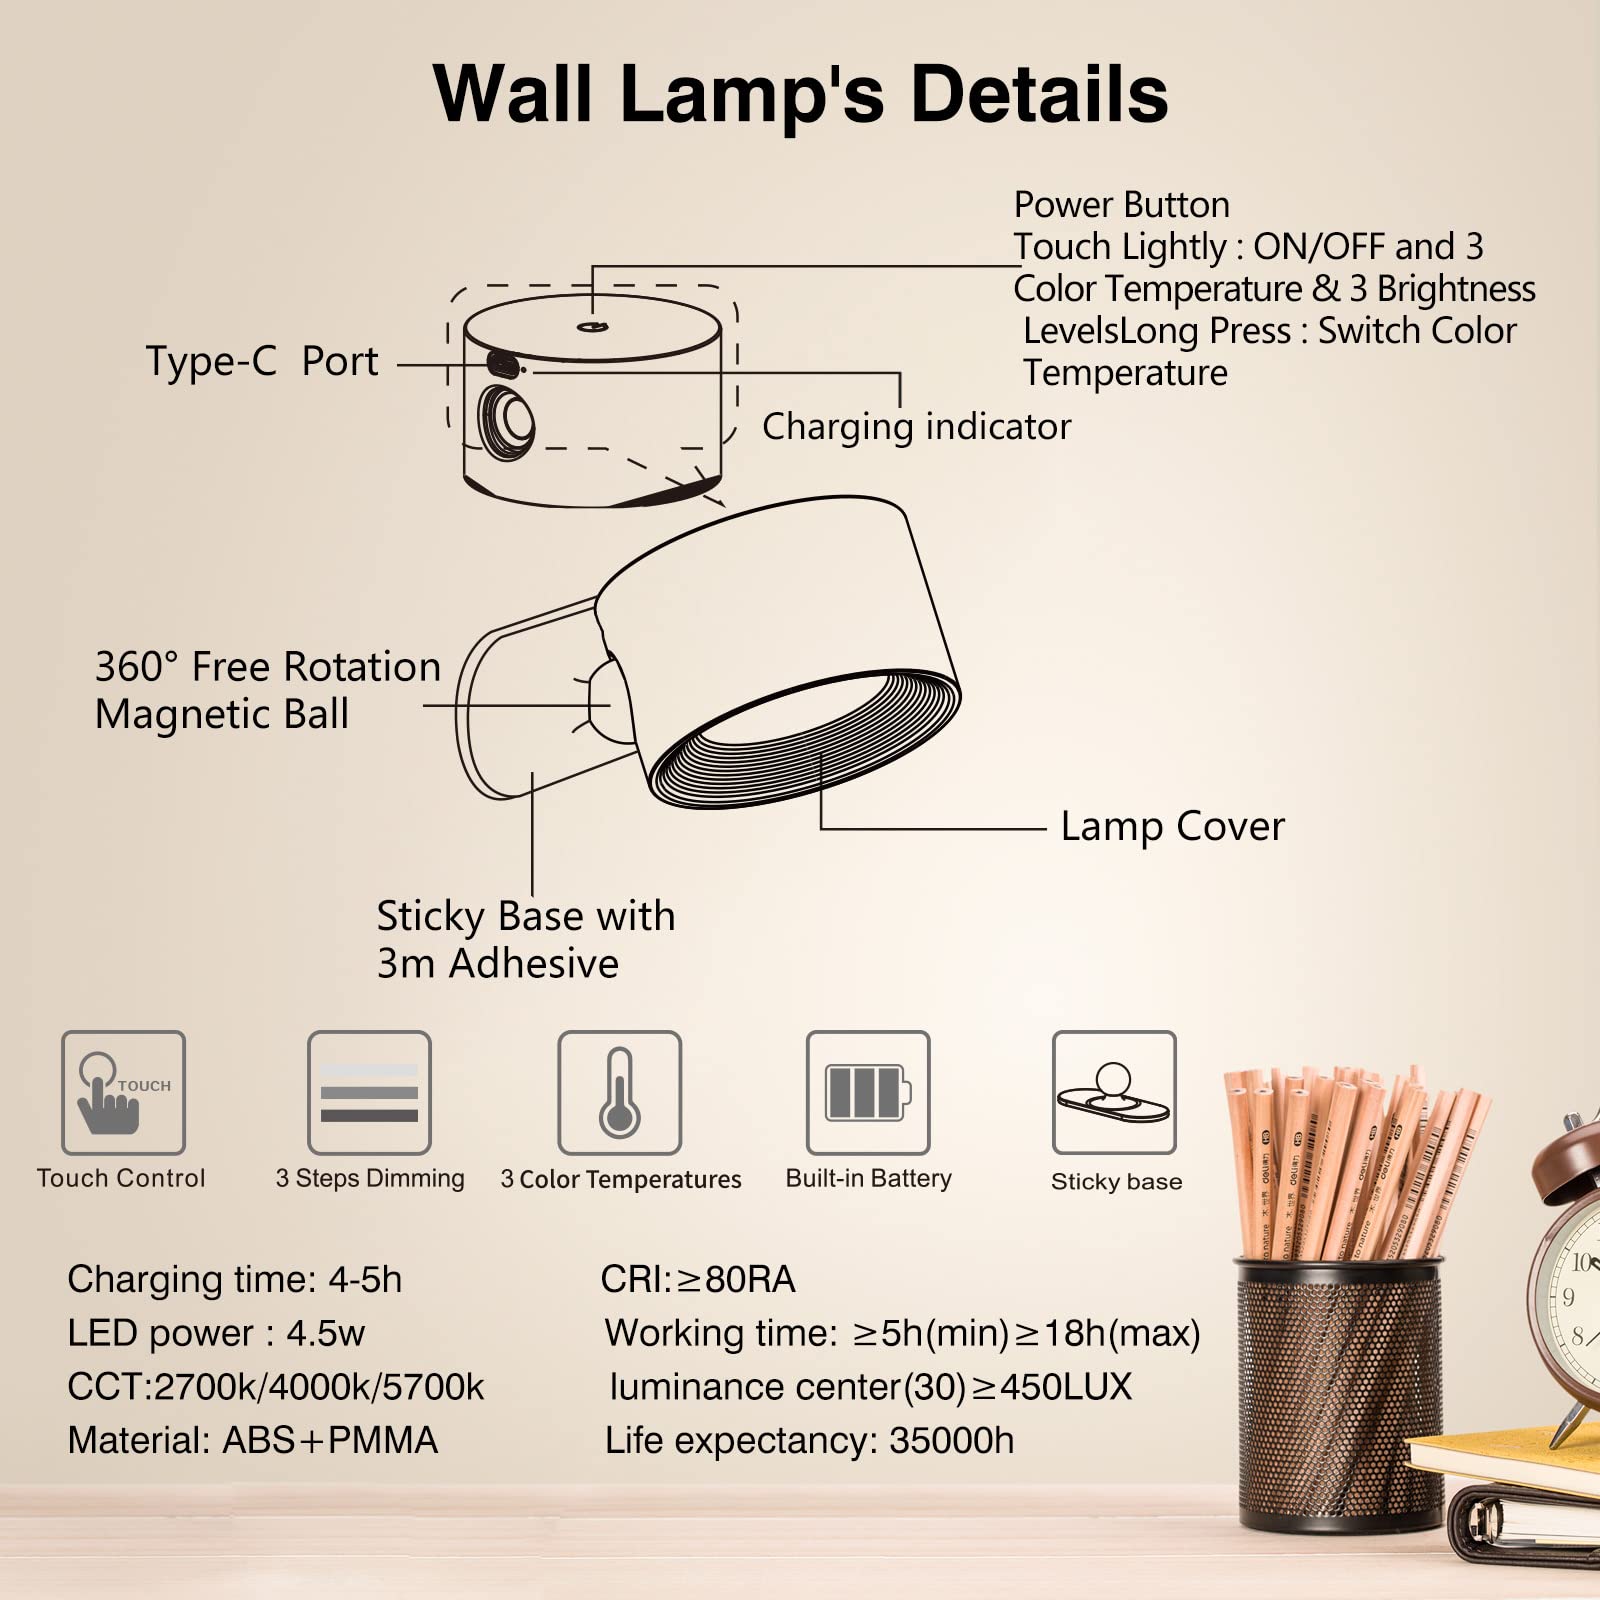 Wall Lamp's Details
Power Button
Touch Lightly : ON/OFF and 3
Color Temperature & 3 Brightness
LevelsLong Press : Switch Color
Temperature
Type-C Port
Charging indicator
360° Free Rotation
Magnetic Ball
Lamp Cover
Sticky Base with
3m Adhesive
TOUCH
Touch Control
3 Steps Dimming
3 Color Temperatures
Built-in Battery
Sticky base
Charging time: 4-5h
LED power : 4.5w
CCT:2700k/4000k/5700k
Material: ABS+PMMA
CRI:≥80RA
Working time: ≥5h(min)≥18h(max)
luminance center(30)≥450LUX
Life expectancy: 35000h
deli
10
9
8